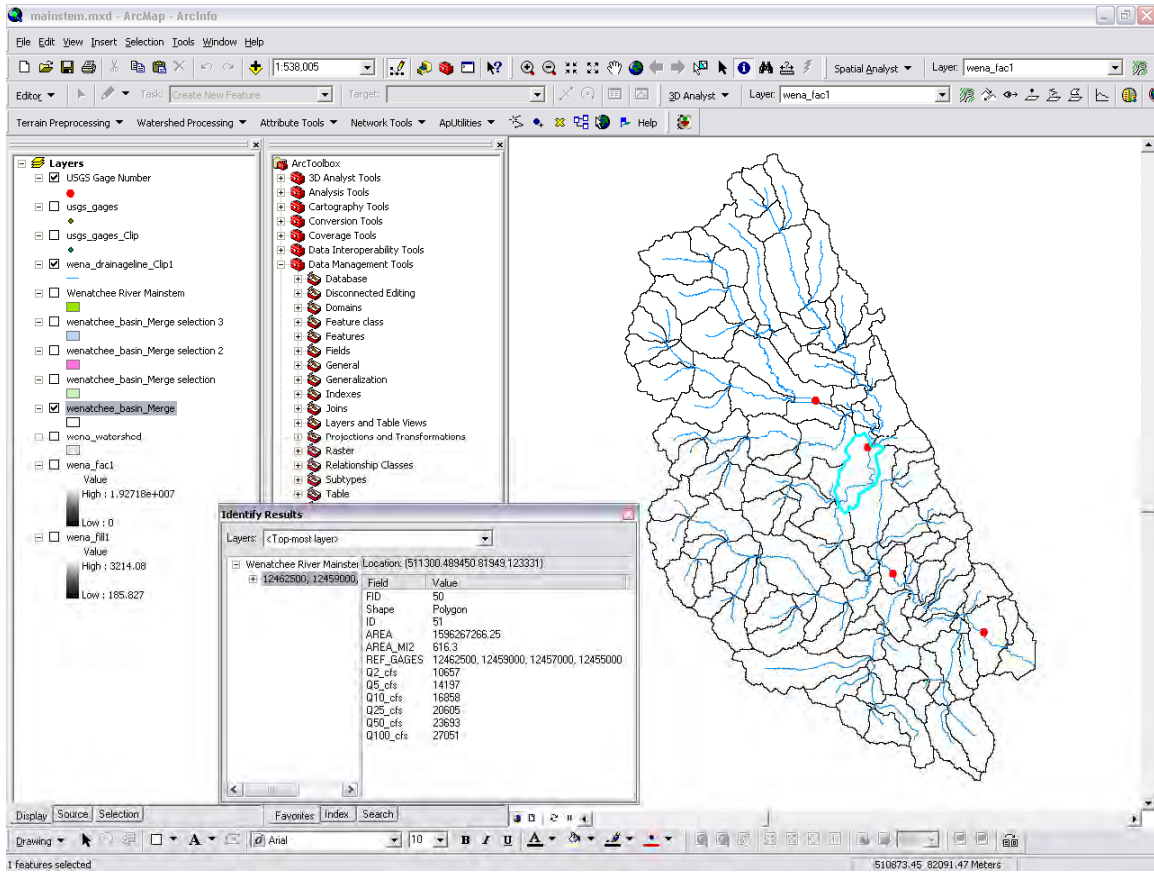 mainstem.mxd - ArcMap - ArcInfo
File Edit View Insert Selection Tools Window Help
1:538,005 Spatial Analyst Layer: wena_fac1
Editor Task: Create New Feature Target: 3D Analyst Layer: wena_fac1
Terrain Preprocessing Watershed Processing Attribute Tools Network Tools ApUtilities Help
Layers
USGS Gage Number
usgs_gages
usgs_gages_Clip
wena_drainageline_Clip1
Wenatchee River Mainstem
wenatchee_basin_Merge selection 3
wenatchee_basin_Merge selection 2
wenatchee_basin_Merge selection
wenatchee_basin_Merge
wena_watershed
wena_fac1
Value
High : 1.92718e+007
Low : 0
wena_fill1
Value
High : 3214.08
Low : 185.827
Display Source Selection
ArcToolbox
3D Analyst Tools
Analysis Tools
Cartography Tools
Conversion Tools
Coverage Tools
Data Interoperability Tools
Data Management Tools
Database
Disconnected Editing
Domains
Feature class
Features
Fields
General
Generalization
Indexes
Joins
Layers and Table Views
Projections and Transformations
Raster
Relationship Classes
Subtypes
Table
Favorites Index Search
Identify Results
Layers: <Top-most layer>
Wenatchee River Mainster
12462500, 12459000,
Location: (511300.489450 81949.123331)
Field Value
FID 50
Shape Polygon
ID 51
AREA 1596267266.25
AREA_MI2 616.3
REF_GAGES 12462500, 12459000, 12457000, 12455000
Q2_cfs 10657
Q5_cfs 14197
Q10_cfs 16858
Q25_cfs 20605
Q50_cfs 23693
Q100_cfs 27051
Drawing A Arial 10 B I U A
1 features selected 510873.45 82091.47 Meters